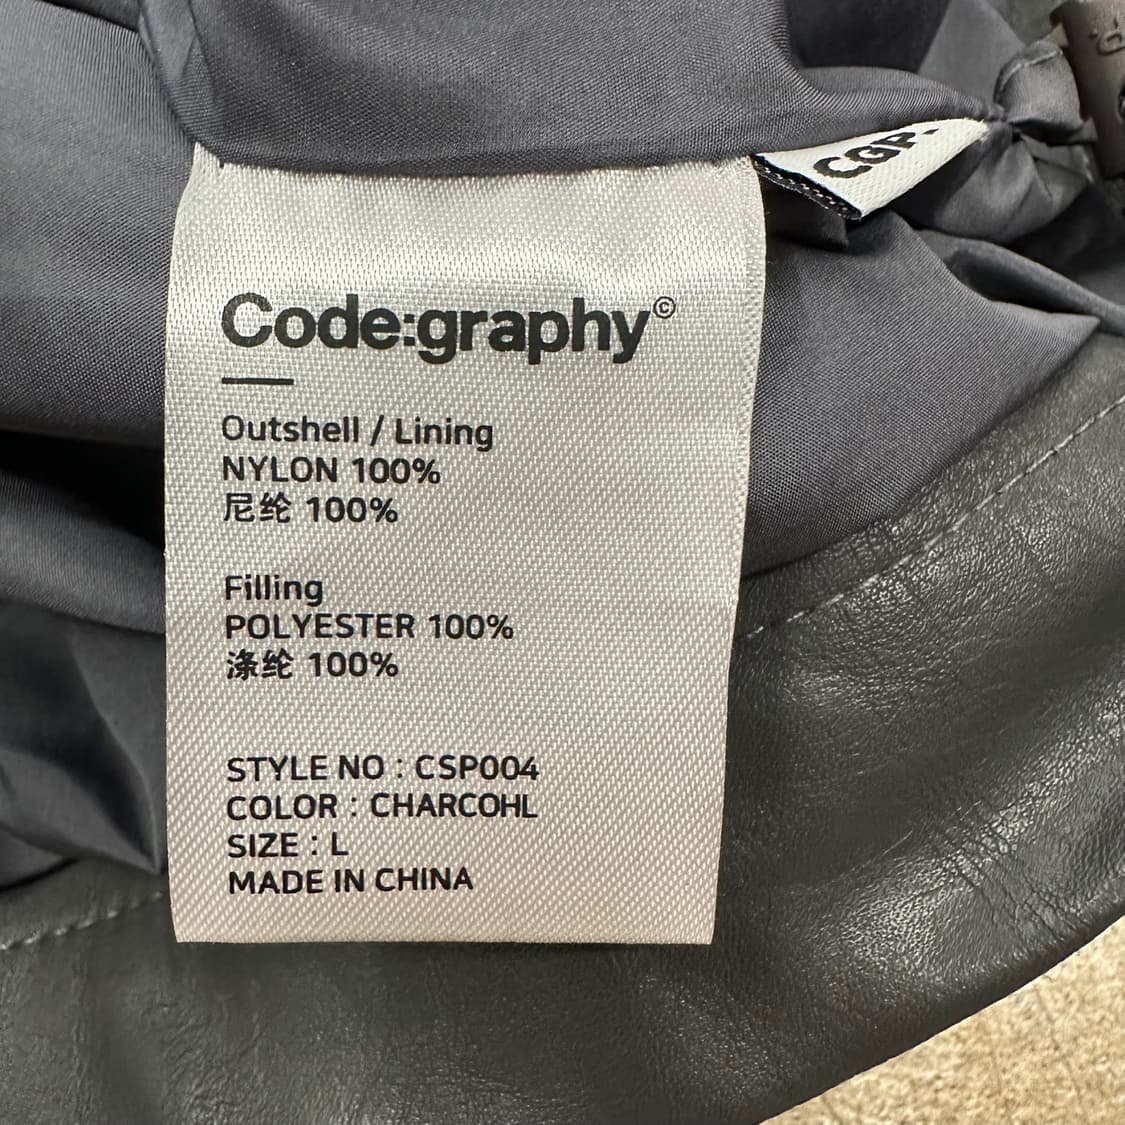 CGP.
Code:graphy©
Outshell / Lining
NYLON 100%
尼纶 100%
Filling
POLYESTER 100%
涤纶 100%
STYLE NO : CSP004
COLOR : CHARCOHL
SIZE : L
MADE IN CHINA